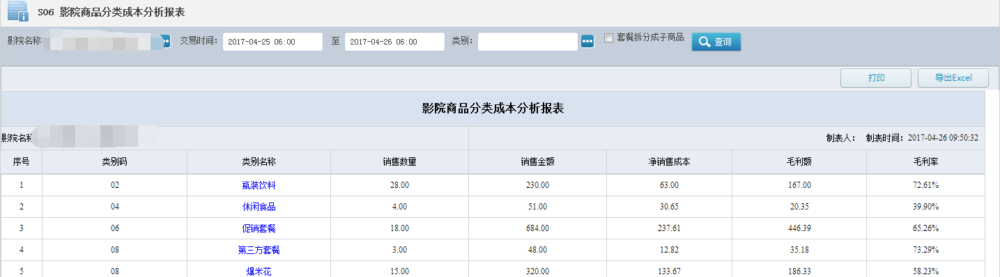 S06 影院商品分类成本分析报表
影院名称 交易时间: 2017-04-25 06:00 至 2017-04-26 06:00 类别: 套餐拆分成子商品 查询
打印 导出Excel
影院商品分类成本分析报表
影院名称 制表人: 制表时间: 2017-04-26 09:50:32
序号 类别码 类别名称 销售数量 销售金额 净销售成本 毛利额 毛利率
1 02 瓶装饮料 28.00 230.00 63.00 167.00 72.61%
2 04 休闲食品 4.00 51.00 30.65 20.35 39.90%
3 06 促销套餐 18.00 684.00 237.61 446.39 65.26%
4 08 第三方套餐 3.00 48.00 12.82 35.18 73.29%
5 08 爆米花 15.00 320.00 133.67 186.33 58.23%